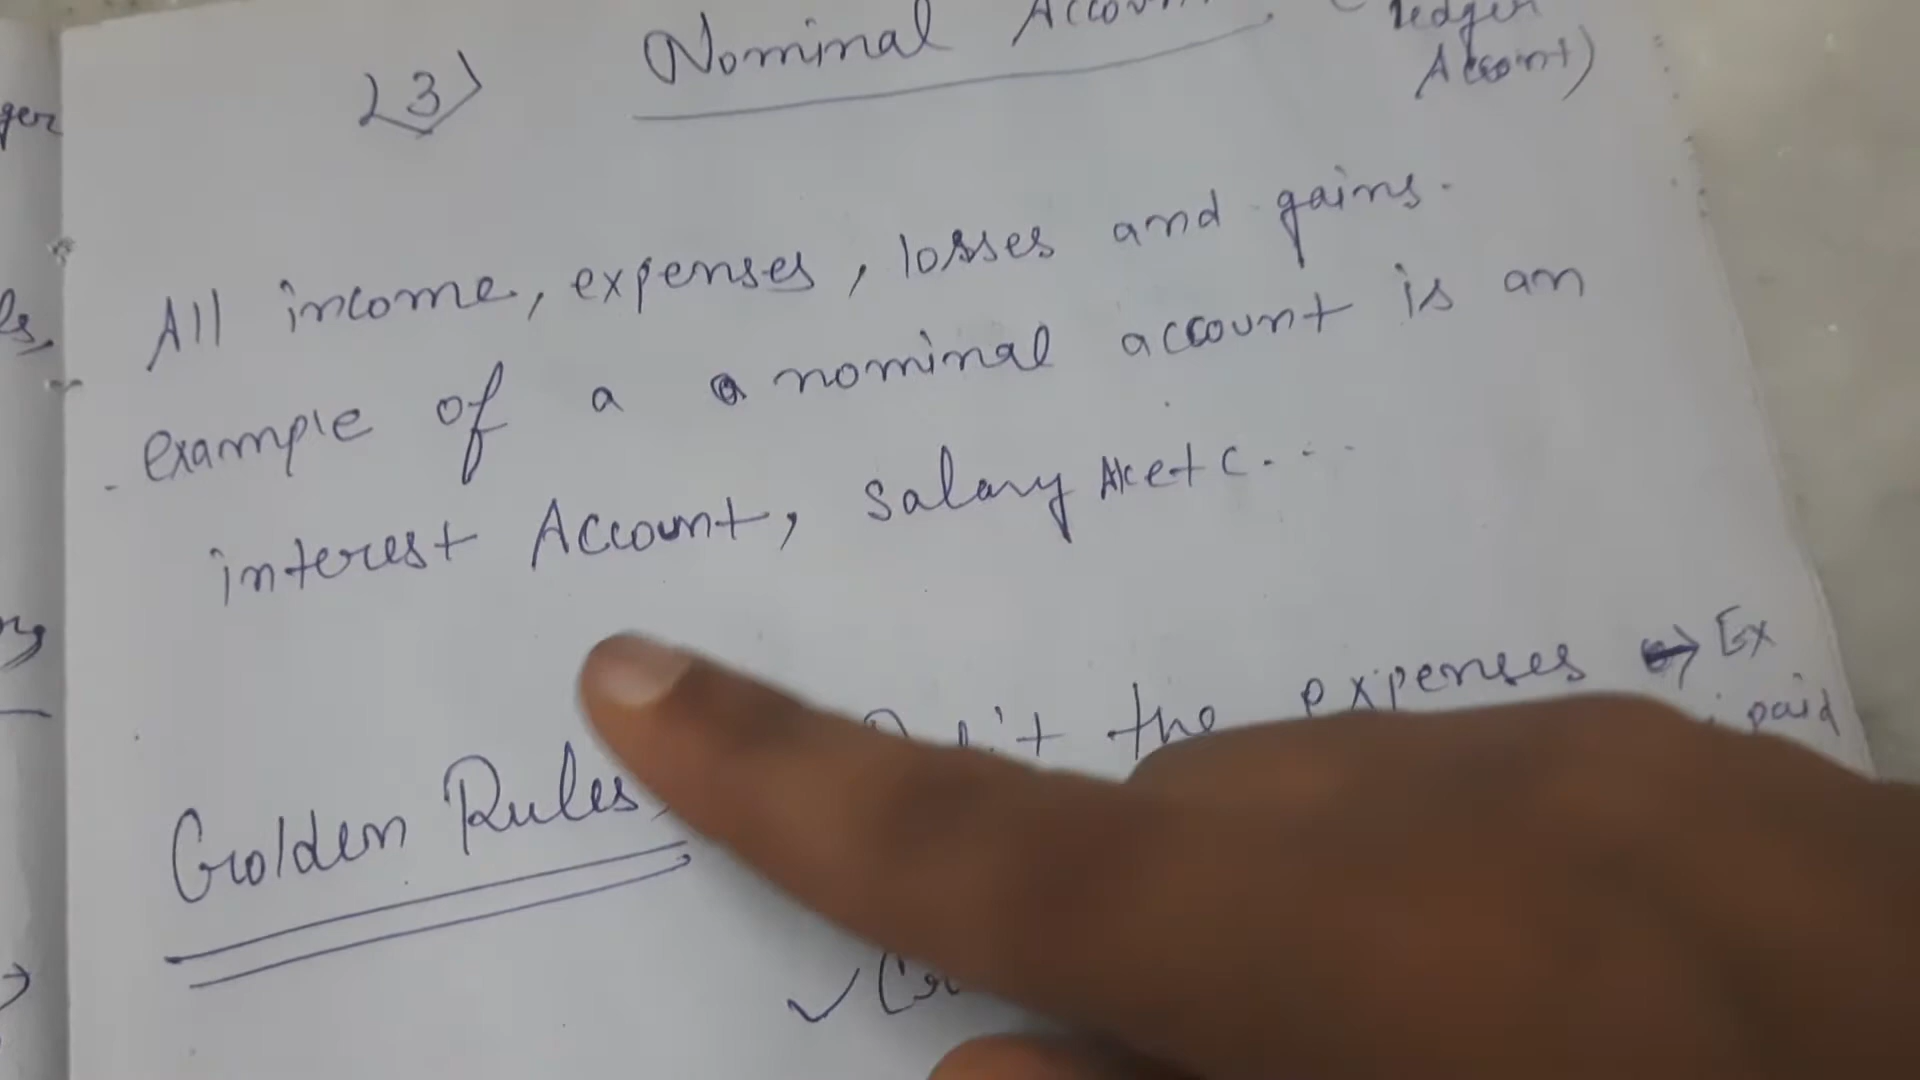 <3> Nominal Account (ledger
Account)
All income, expenses, losses and gains.
example of a a nominal account is an
interest Account, salary A/c etc...
the expenses → Ex
paid
Golden Rules
✓